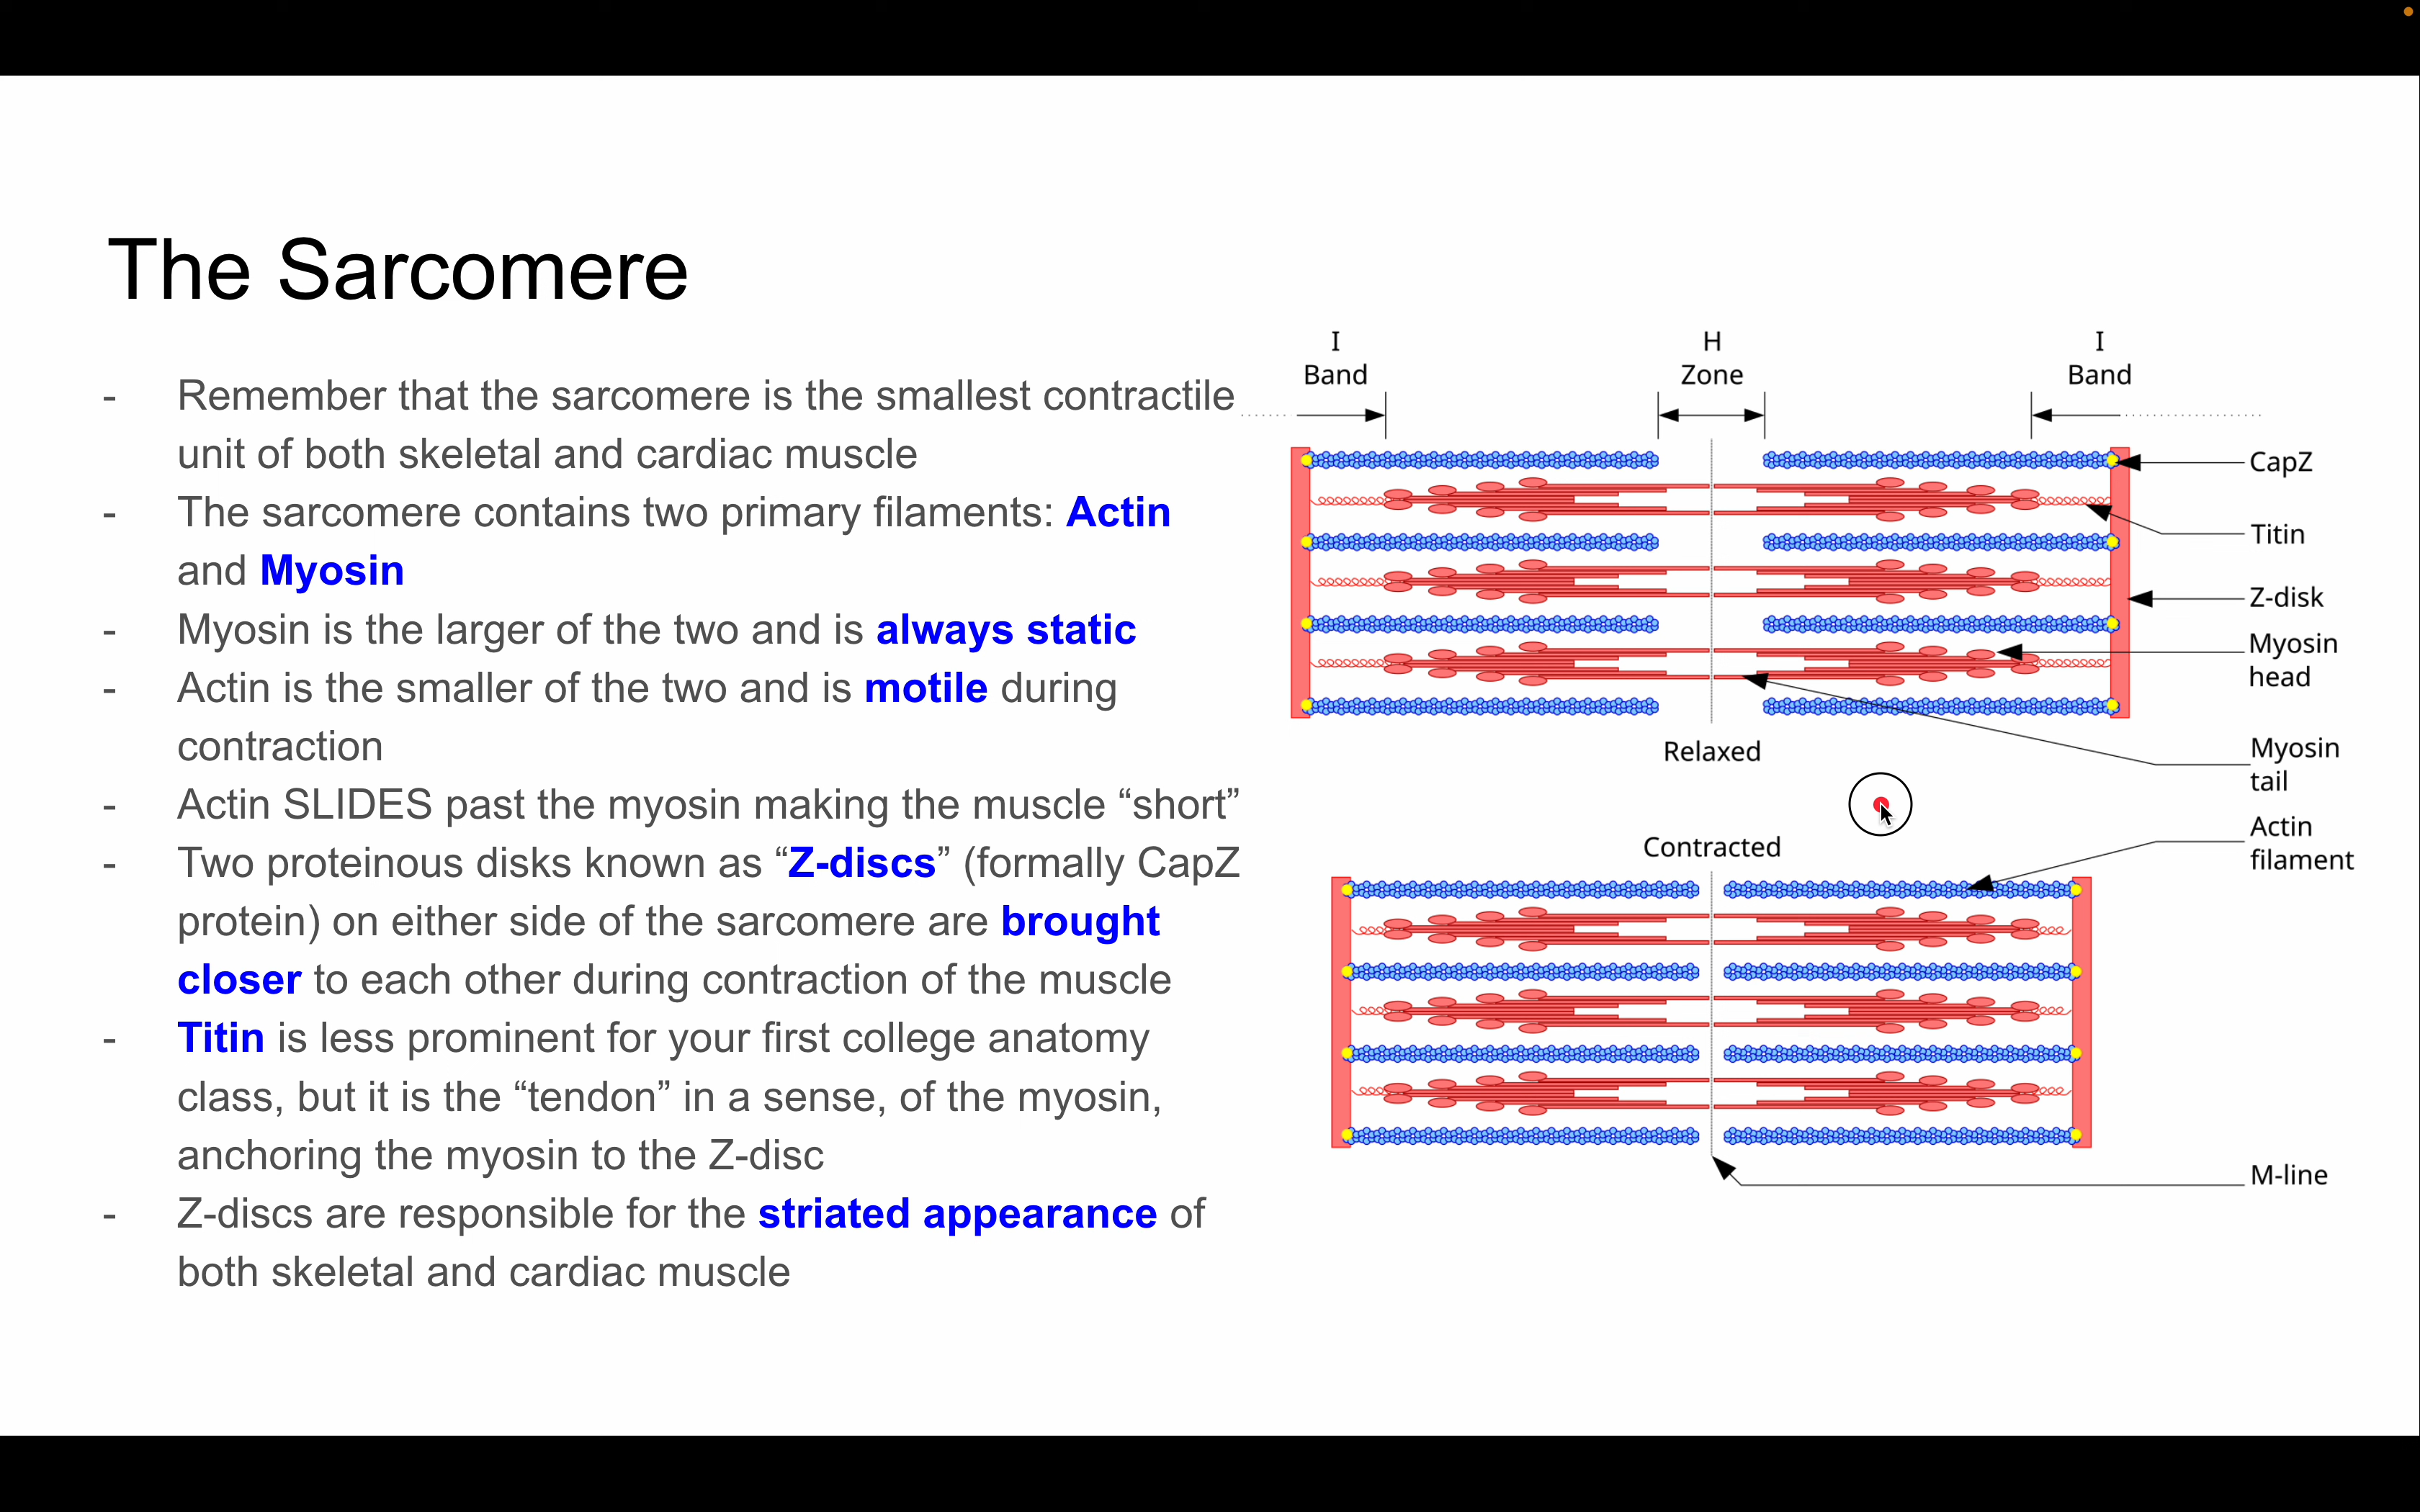 The Sarcomere
- Remember that the sarcomere is the smallest contractile
unit of both skeletal and cardiac muscle
- The sarcomere contains two primary filaments: Actin
and Myosin
- Myosin is the larger of the two and is always static
- Actin is the smaller of the two and is motile during
contraction
- Actin SLIDES past the myosin making the muscle “short”
- Two proteinous disks known as “Z-discs” (formally CapZ
protein) on either side of the sarcomere are brought
closer to each other during contraction of the muscle
- Titin is less prominent for your first college anatomy
class, but it is the “tendon” in a sense, of the myosin,
anchoring the myosin to the Z-disc
- Z-discs are responsible for the striated appearance of
both skeletal and cardiac muscle
I
Band
H
Zone
I
Band
CapZ
Titin
Z-disk
Myosin
head
Relaxed
Myosin
tail
Contracted
Actin
filament
M-line